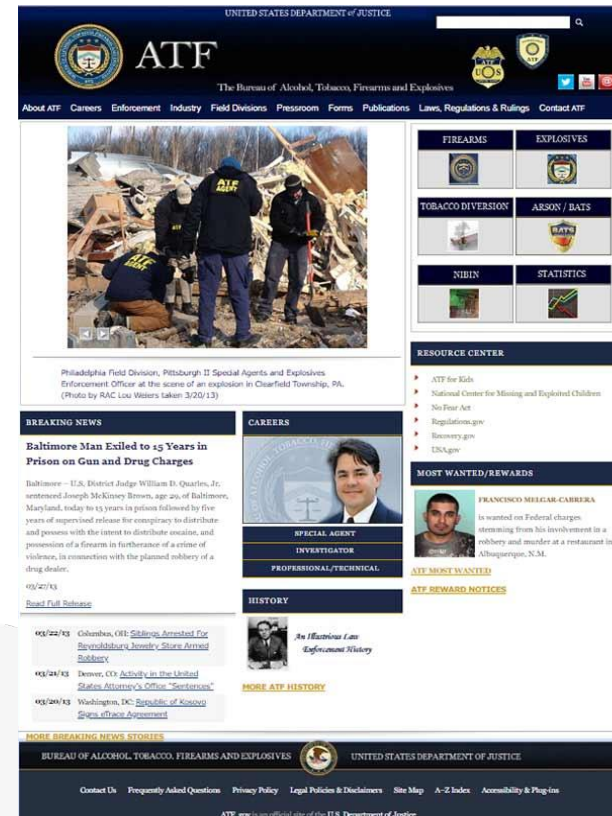 UNITED STATES DEPARTMENT of JUSTICE
ATF
The Bureau of Alcohol, Tobacco, Firearms and Explosives
About ATF Careers Enforcement Industry Field Divisions Pressroom Forms Publications Laws, Regulations & Rulings Contact ATF
ATF
AGENT
ATF
AGENT
Philadelphia Field Division, Pittsburgh II Special Agents and Explosives
Enforcement Officer at the scene of an explosion in Clearfield Township, PA.
(Photo by RAC Lou Weiers taken 3/20/13)
FIREARMS
EXPLOSIVES
TOBACCO DIVERSION
ARSON / BATS
BATS
NIBIN
STATISTICS
RESOURCE CENTER
ATF for Kids
National Center for Missing and Exploited Children
No Fear Act
Regulations.gov
Recovery.gov
USA.gov
BREAKING NEWS
Baltimore Man Exiled to 15 Years in
Prison on Gun and Drug Charges
Baltimore – U.S. District Judge William D. Quarles, Jr.
sentenced Joseph McKinsey Brown, age 29, of Baltimore,
Maryland, today to 15 years in prison followed by five
years of supervised release for conspiracy to distribute
and possess with the intent to distribute cocaine, and
possession of a firearm in furtherance of a crime of
violence, in connection with the planned robbery of a
drug dealer.
03/27/13
Read Full Release
03/22/13 Columbus, OH: Siblings Arrested For
Reynoldsburg Jewelry Store Armed
Robbery
03/21/13 Denver, CO: Activity in the United
States Attorney's Office "Sentences"
03/20/13 Washington, DC: Republic of Kosovo
Signs eTrace Agreement
MORE BREAKING NEWS STORIES
CAREERS
SPECIAL AGENT
INVESTIGATOR
PROFESSIONAL/TECHNICAL
HISTORY
An Illustrious Law
Enforcement History
MORE ATF HISTORY
MOST WANTED/REWARDS
FRANCISCO MELGAR-CABRERA
is wanted on Federal charges
stemming from his involvement in a
robbery and murder at a restaurant in
Albuquerque, N.M.
ATF MOST WANTED
ATF REWARD NOTICES
BUREAU OF ALCOHOL, TOBACCO, FIREARMS AND EXPLOSIVES UNITED STATES DEPARTMENT OF JUSTICE
Contact Us Frequently Asked Questions Privacy Policy Legal Policies & Disclaimers Site Map A-Z Index Accessibility & Plug-ins
ATF.gov is an official site of the U.S. Department of Justice